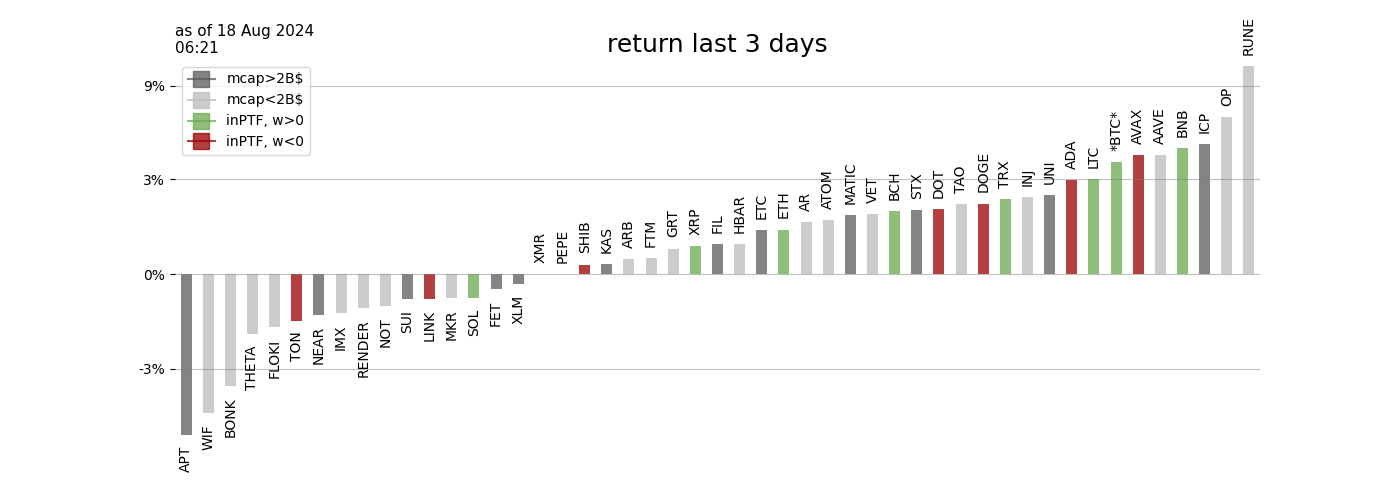 as of 18 Aug 2024
06:21
return last 3 days
mcap>2B$
mcap<2B$
inPTF, w>0
inPTF, w<0
9%
3%
0%
-3%
APT
WIF
BONK
THETA
FLOKI
TON
NEAR
IMX
RENDER
NOT
SUI
LINK
MKR
SOL
FET
XLM
XMR
PEPE
SHIB
KAS
ARB
FTM
GRT
XRP
FIL
HBAR
ETC
ETH
AR
ATOM
MATIC
VET
BCH
STX
DOT
TAO
DOGE
TRX
INJ
UNI
ADA
LTC
*BTC*
AVAX
AAVE
BNB
ICP
OP
RUNE